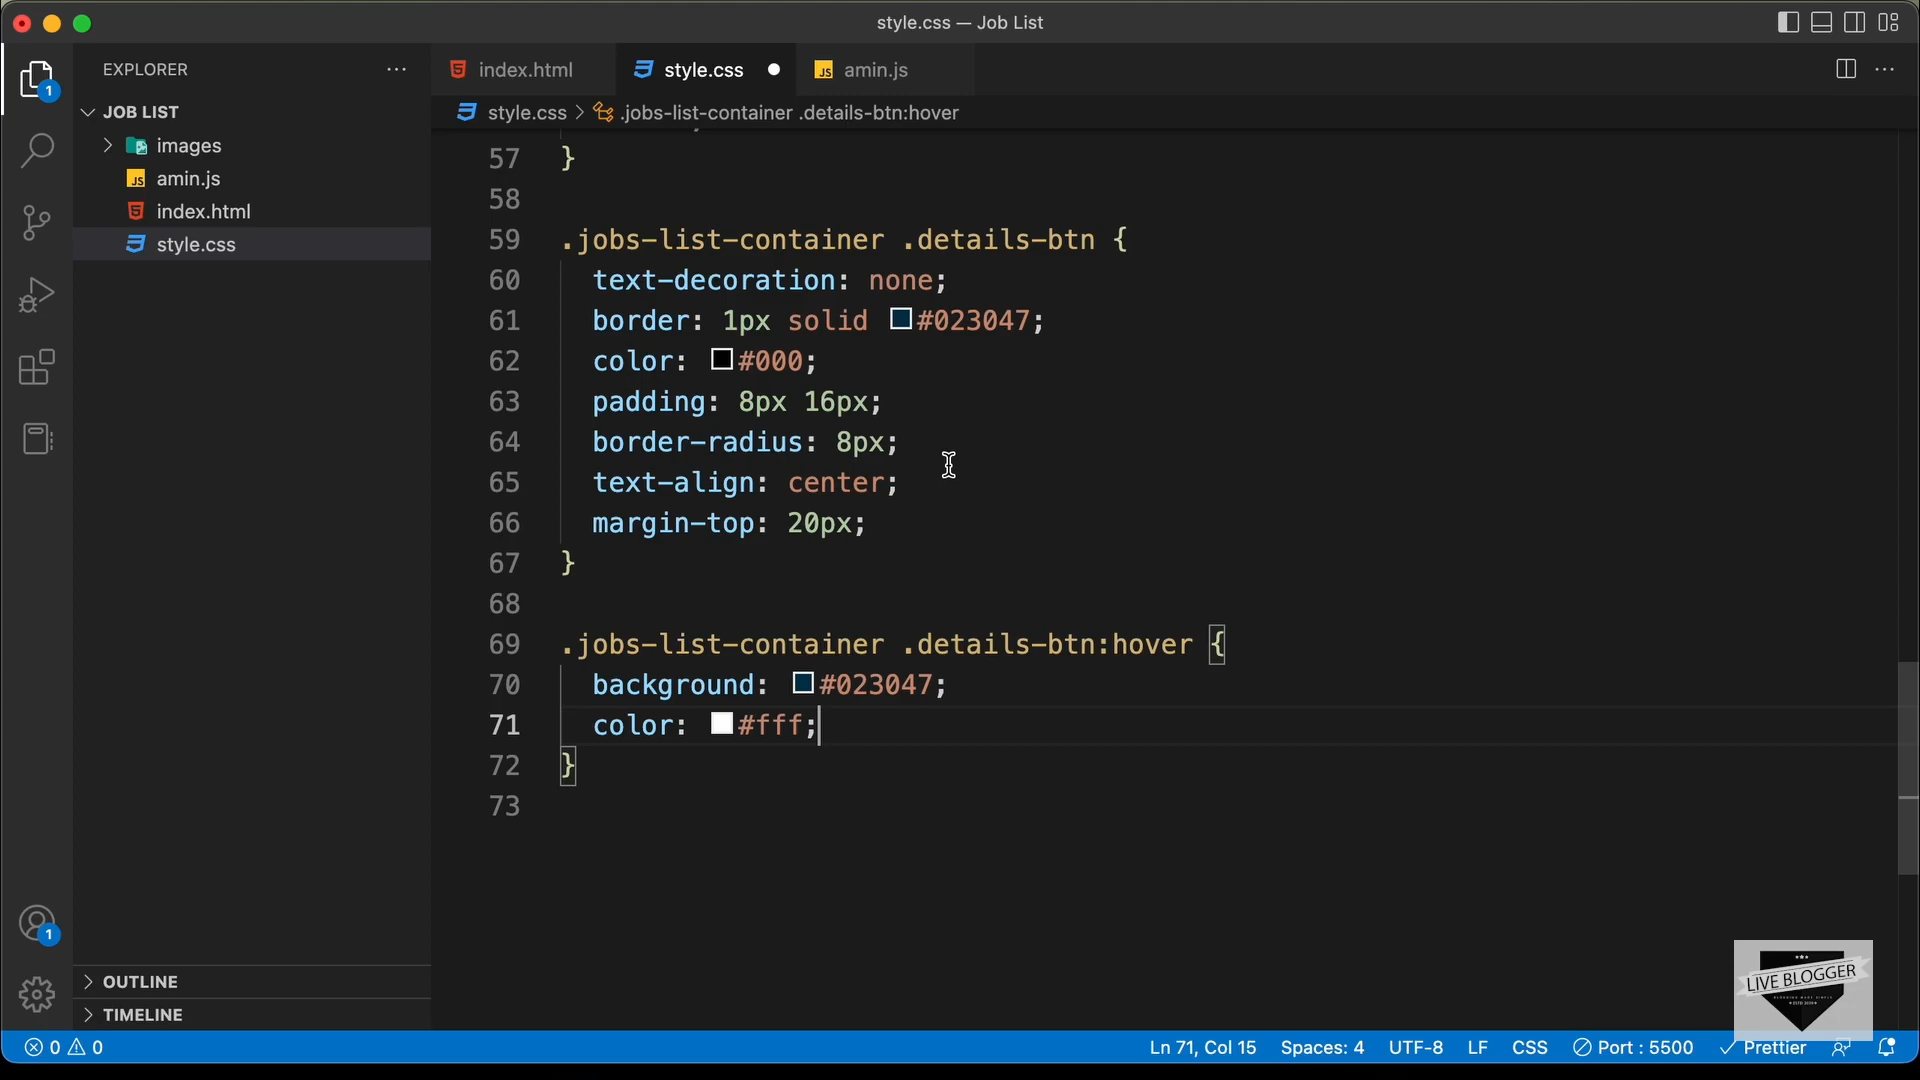 style.css — Job List
EXPLORER
index.html
style.css
JS amin.js
1
JOB LIST
style.css > .jobs-list-container .details-btn:hover
images
JS amin.js
index.html
style.css
57 }
58
59 .jobs-list-container .details-btn {
60 text-decoration: none;
61 border: 1px solid #023047;
62 color: #000;
63 padding: 8px 16px;
64 border-radius: 8px;
65 text-align: center;
66 margin-top: 20px;
67 }
68
69 .jobs-list-container .details-btn:hover {
70 background: #023047;
71 color: #fff;
72 }
73
1
OUTLINE
TIMELINE
LIVE BLOGGER
0 0
Ln 71, Col 15 Spaces: 4 UTF-8 LF CSS Port : 5500 Prettier